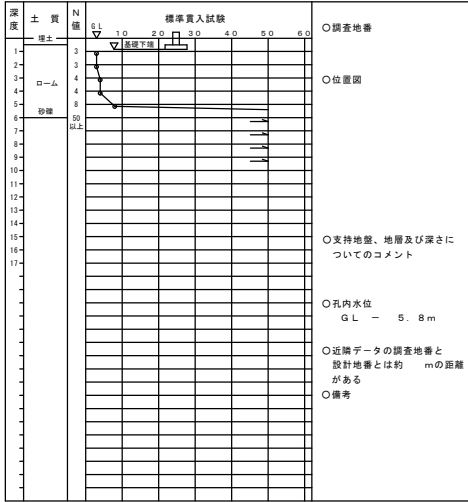 深度
土質
N値
標準貫入試験
GL
10 20 30 40 50 60
基礎下端
埋土
ローム
砂礫
1 3
2 3
3 4
4 4
5 8
6 50以上
7
8
9
10
11
12
13
14
15
16
17
○調査地番
○位置図
○支持地盤、地層及び深さに
ついてのコメント
○孔内水位
GL － 5.8m
○近隣データの調査地番と
設計地番とは約 mの距離
がある
○備考